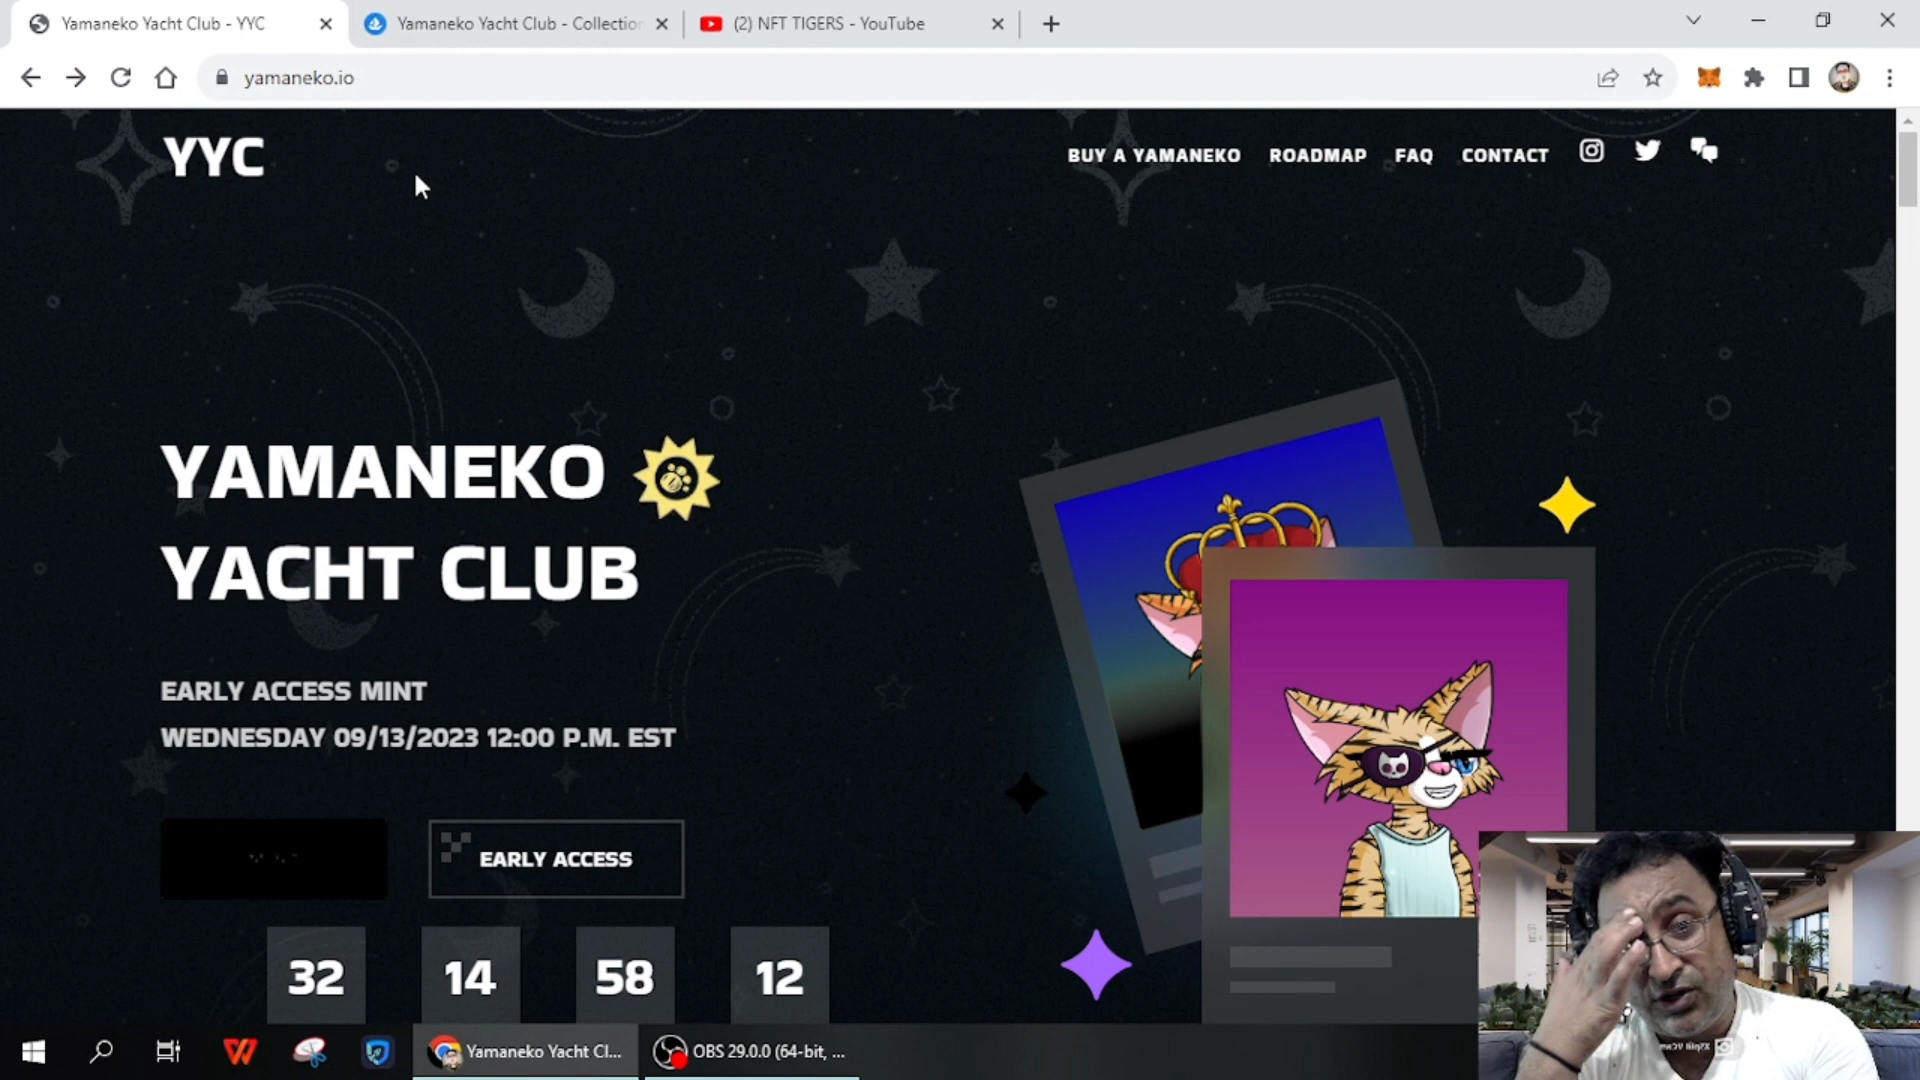 Yamaneko Yacht Club - YYC
Yamaneko Yacht Club - Collection
(2) NFT TIGERS - YouTube
yamaneko.io
YYC
BUY A YAMANEKO
ROADMAP
FAQ
CONTACT
YAMANEKO
YACHT CLUB
EARLY ACCESS MINT
WEDNESDAY 09/13/2023 12:00 P.M. EST
EARLY ACCESS
32
14
58
12
Yamaneko Yacht Cl...
OBS 29.0.0 (64-bit, ...